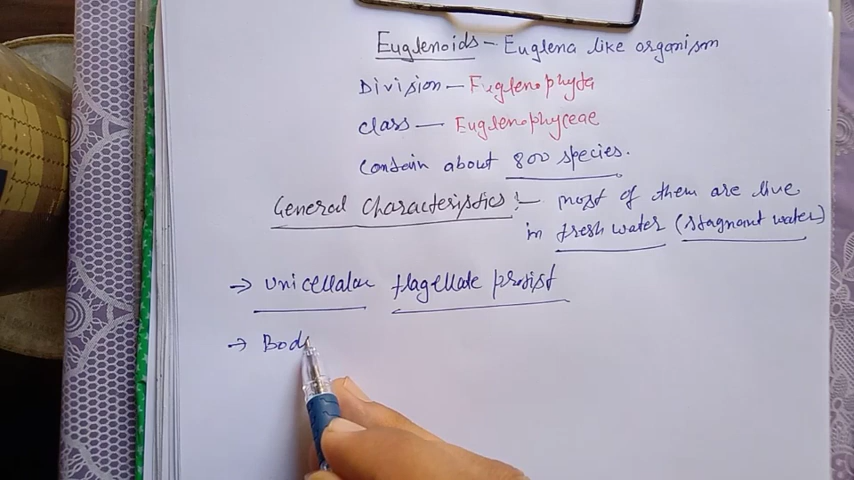 Euglenoids - Euglena like organism
Division - Euglenophyta
class - Euglenophyceae
Contain about 800 species.
General Characteristics :- most of them are live
in fresh water (stagnant water)
→ Unicellular flagellate protist
→ Bod